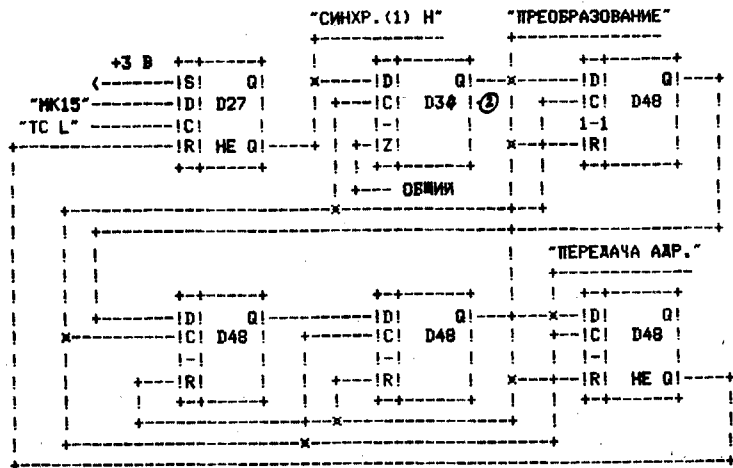 "СИНХР.(1) Н" "ПРЕОБРАЗОВАНИЕ"
+3 В
S Q D Q D Q
"МК15" D D27 C D34 (2) C D48
"ТС L" C 1-1
R НЕ Q Z R
ОБЩИЙ
"ПЕРЕДАЧА АДР."
D Q D Q D Q
C D48 C D48 C D48
R R R НЕ Q